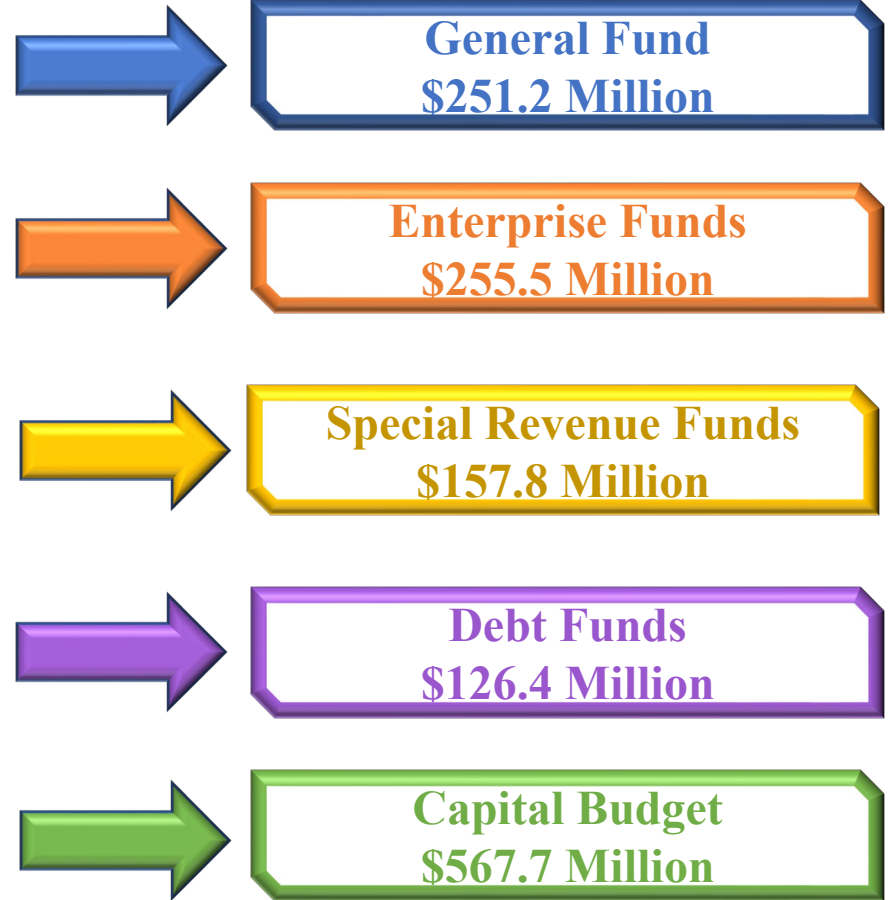 General Fund
$251.2 Million
Enterprise Funds
$255.5 Million
Special Revenue Funds
$157.8 Million
Debt Funds
$126.4 Million
Capital Budget
$567.7 Million